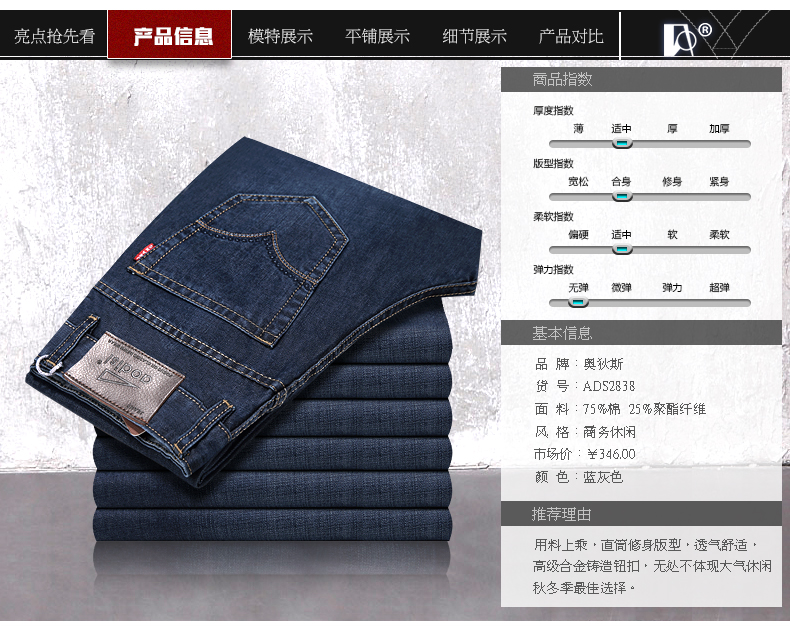 亮点抢先看 产品信息 模特展示 平铺展示 细节展示 产品对比
®
商品指数
厚度指数
薄 适中 厚 加厚
版型指数
宽松 合身 修身 紧身
柔软指数
偏硬 适中 软 柔软
弹力指数
无弹 微弹 弹力 超弹
基本信息
品 牌：奥狄斯
货 号：ADS2838
面 料：75%棉 25%聚酯纤维
风 格：商务休闲
市场价：￥346.00
颜 色：蓝灰色
推荐理由
用料上乘，直筒修身版型，透气舒适，
高级合金铸造钮扣，无处不体现大气休闲
秋冬季最佳选择。